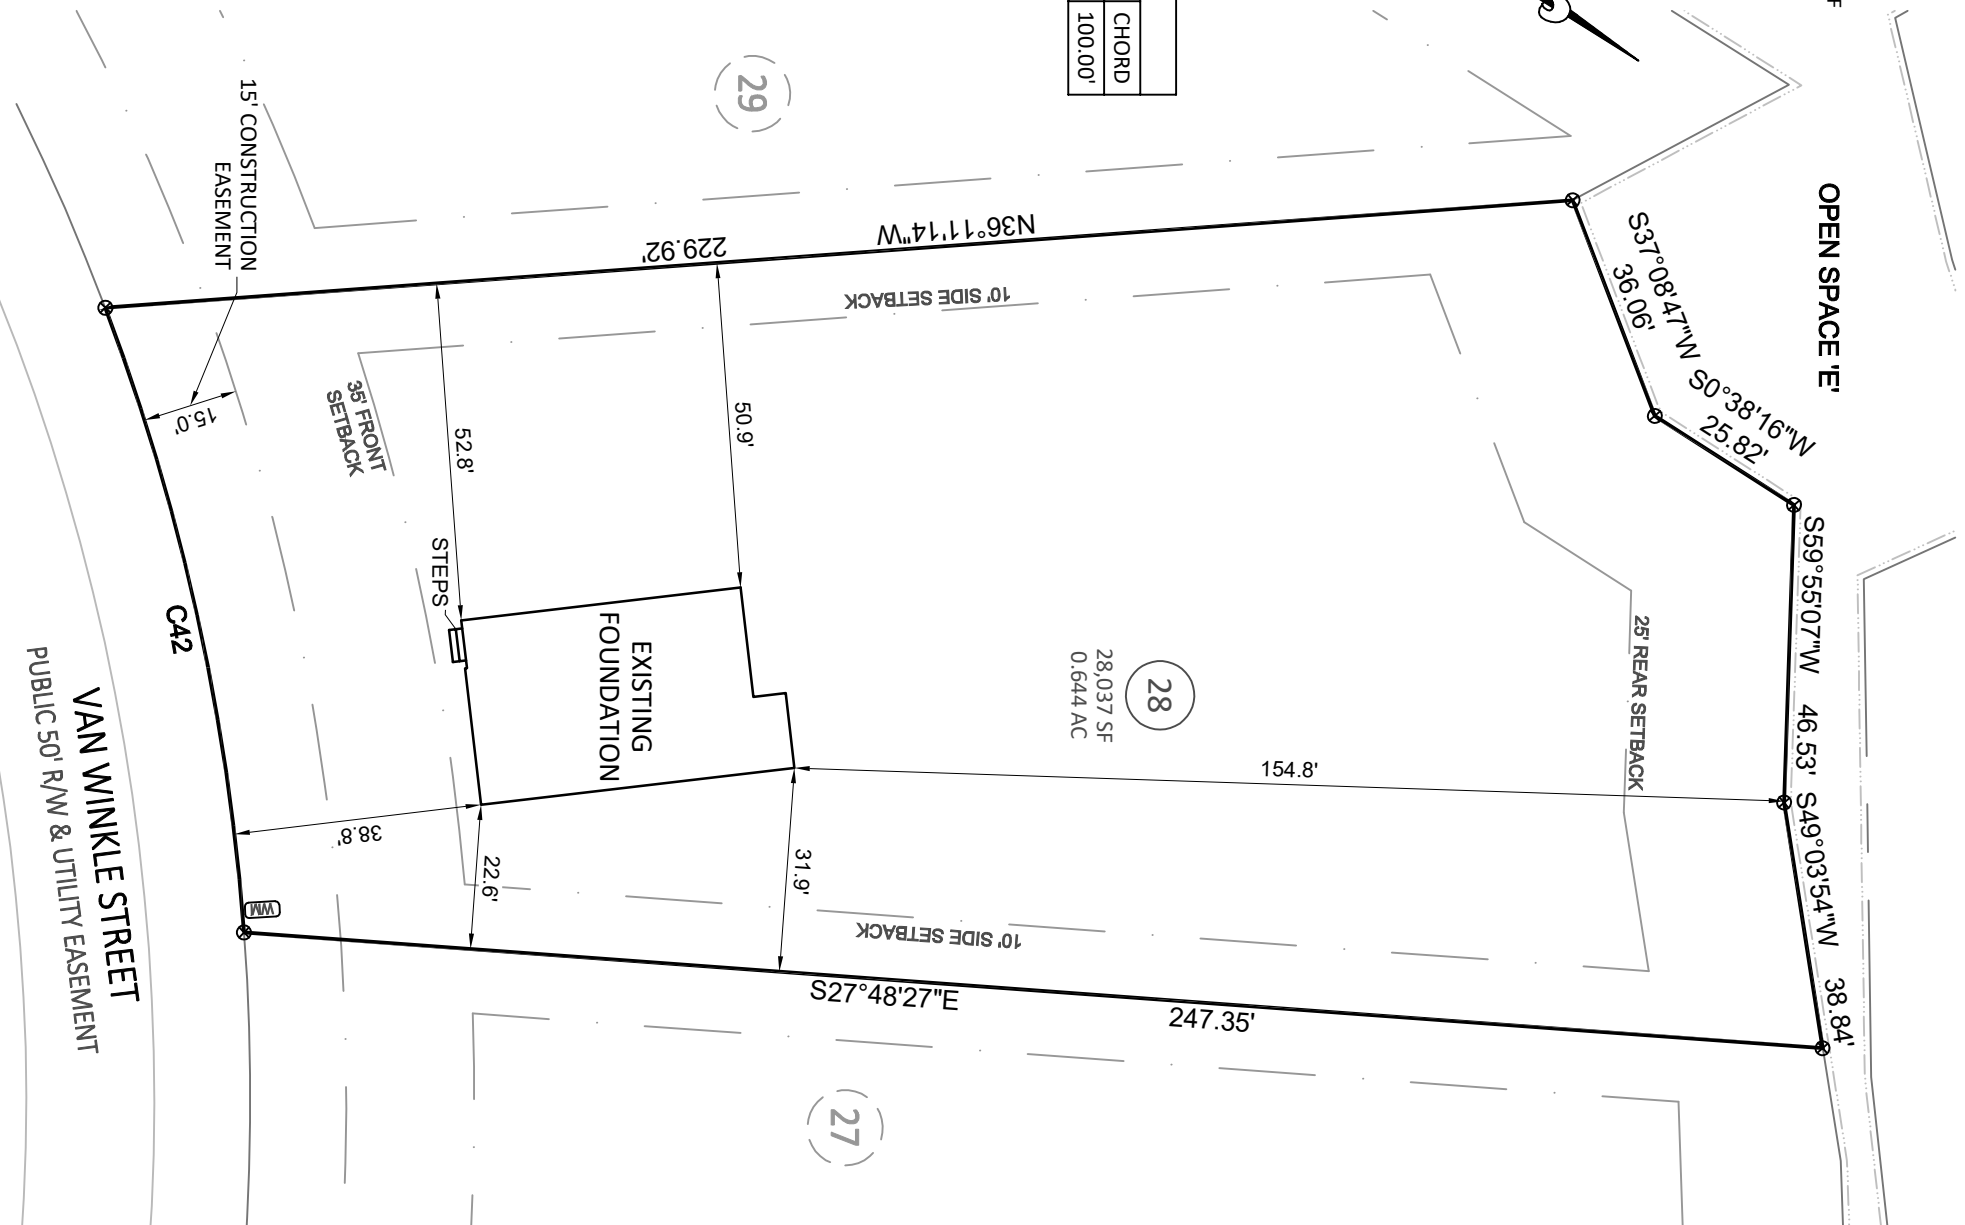 F
CHORD
100.00'
29
OPEN SPACE 'E'
15' CONSTRUCTION
EASEMENT
N36°11'14"W
229.92'
10' SIDE SETBACK
S37°08'47"W
36.06'
S0°38'16"W
25.82'
S59°55'07"W 46.53'
S49°03'54"W 38.84'
25' REAR SETBACK
35' FRONT
SETBACK
15.0'
52.8'
50.9'
STEPS
EXISTING
FOUNDATION
28
28,037 SF
0.644 AC
154.8'
38.8'
22.6'
31.9'
WM
10' SIDE SETBACK
S27°48'27"E
247.35'
C42
VAN WINKLE STREET
PUBLIC 50' R/W & UTILITY EASEMENT
27